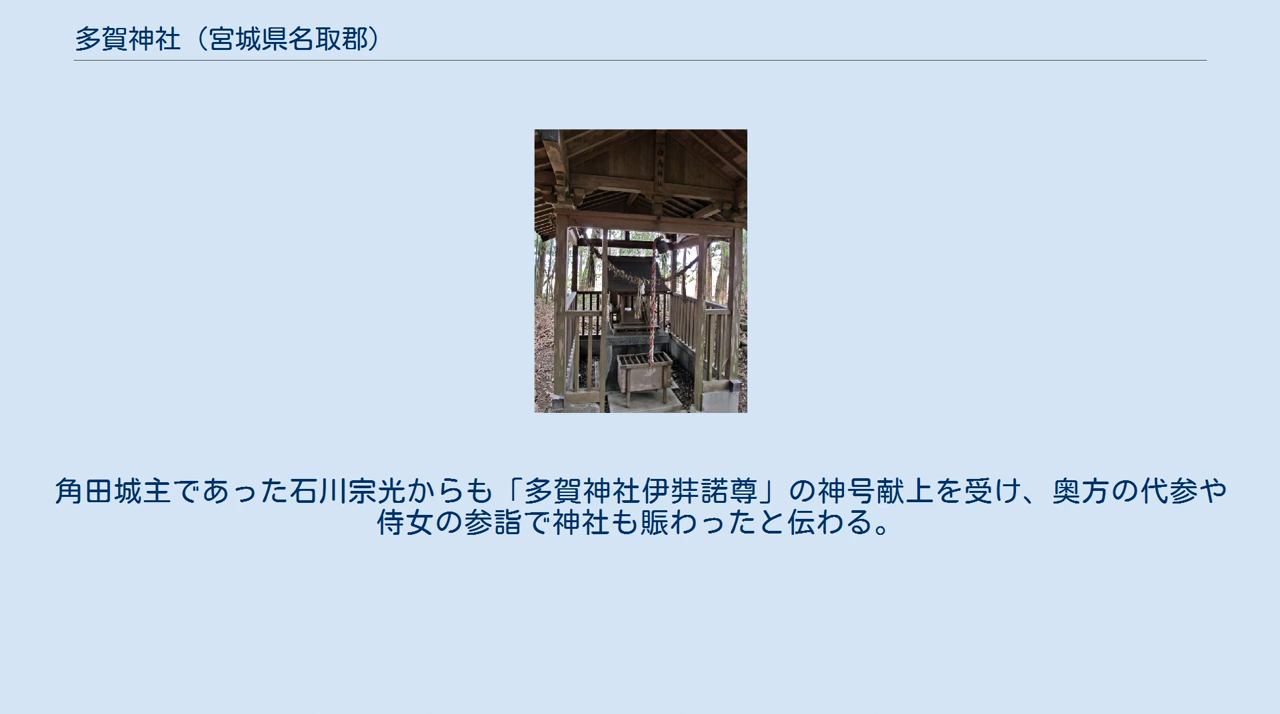 多賀神社（宮城県名取郡）
角田城主であった石川宗光からも「多賀神社伊弉諾尊」の神号献上を受け、奥方の代参や
侍女の参詣で神社も賑わったと伝わる。